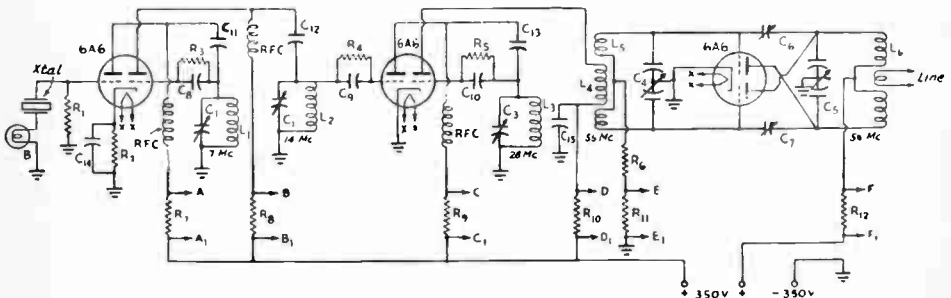 6A6
Xtal
B
R1
C14
R2
R3
C8
C11
RFC
C1
L1
7 Mc
RFC
C12
C1
L2
14 Mc
R4
C9
6A6
R5
C10
C13
RFC
C3
L3
28 Mc
C15
L5
L4
56 Mc
C4
6A6
C6
C7
C5
L6
56 Mc
Line
x x
x x
x
x
R6
A
R7
A1
B
R8
B1
C
R9
C1
D
R10
D1
E
R11
E1
F
R12
F1
+ 350V + -350V